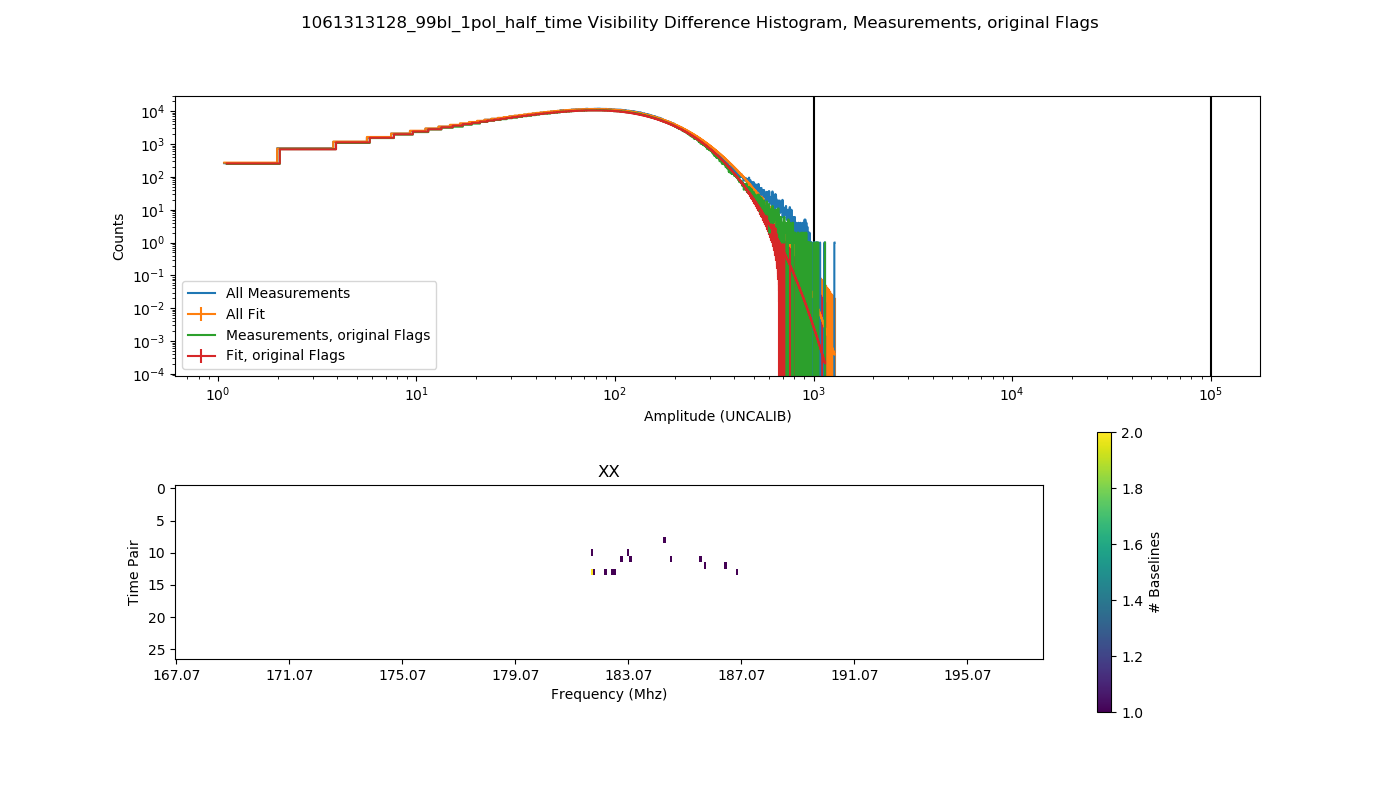 1061313128_99bl_1pol_half_time Visibility Difference Histogram, Measurements, original Flags
10^4
10^3
10^2
10^1
10^0
10^-1
10^-2
10^-3
10^-4
Counts
All Measurements
All Fit
Measurements, original Flags
Fit, original Flags
10^0 10^1 10^2 10^3 10^4 10^5
Amplitude (UNCALIB)
XX
0
5
10
15
20
25
Time Pair
167.07 171.07 175.07 179.07 183.07 187.07 191.07 195.07
Frequency (Mhz)
2.0
1.8
1.6
1.4
1.2
1.0
# Baselines